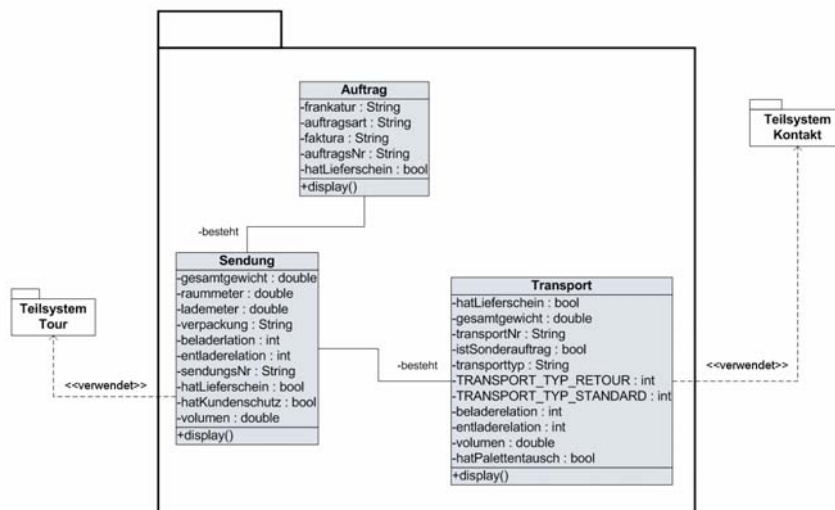 Auftrag
-frankatur : String
-auftragsart : String
-faktura : String
-auftragsNr : String
-hatLieferschein : bool
+display()
Teilsystem
Kontakt
-besteht
Sendung
-gesamtgewicht : double
-raummeter : double
-lademeter : double
-verpackung : String
-beladerlation : int
-entladerelation : int
-sendungsNr : String
-hatLieferschein : bool
-hatKundenschutz : bool
-volumen : double
+display()
Teilsystem
Tour
<<verwendet>>
-besteht
Transport
-hatLieferschein : bool
-gesamtgewicht : double
-transportNr : String
-istSonderauftrag : bool
-transporttyp : String
-TRANSPORT_TYP_RETOUR : int
-TRANSPORT_TYP_STANDARD : int
-beladerelation : int
-entladerelation : int
-volumen : double
-hatPalettentausch : bool
+display()
<<verwendet>>